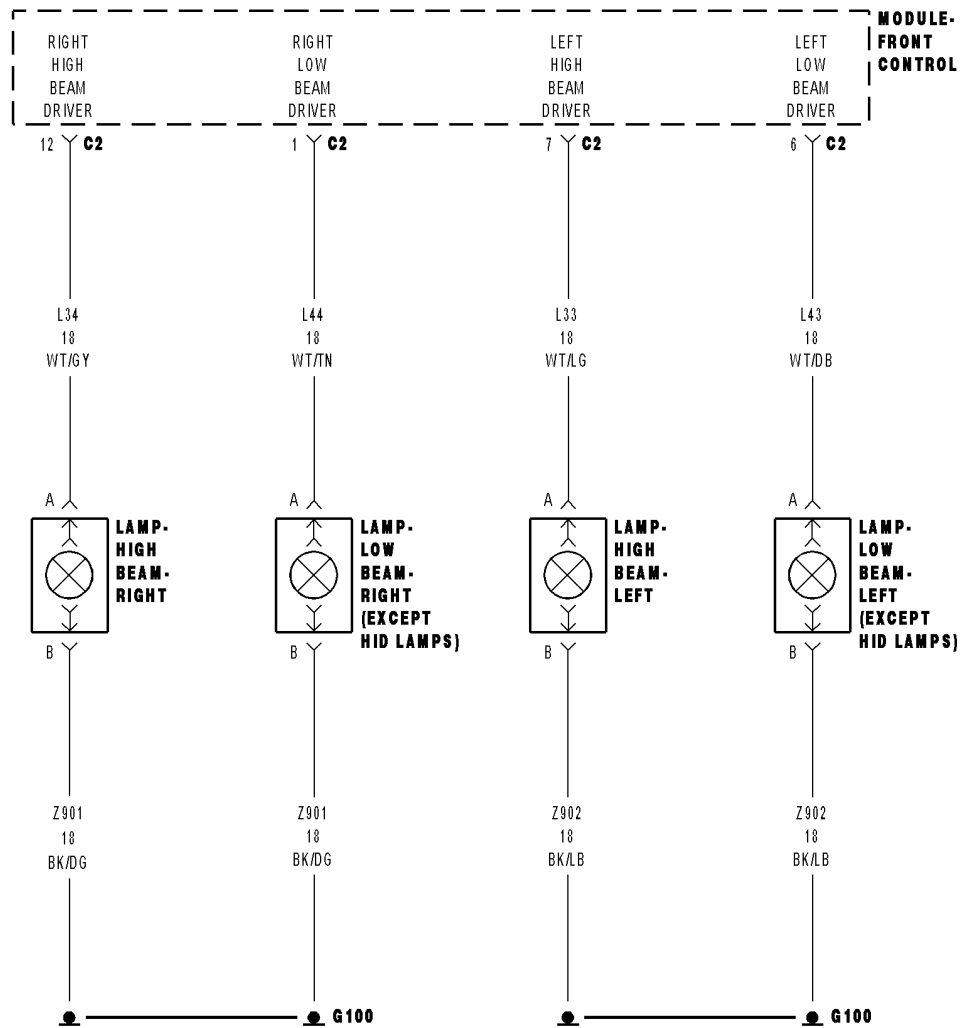 MODULE-
FRONT
CONTROL
RIGHT
HIGH
BEAM
DRIVER
RIGHT
LOW
BEAM
DRIVER
LEFT
HIGH
BEAM
DRIVER
LEFT
LOW
BEAM
DRIVER
12 C2
1 C2
7 C2
6 C2
L34
18
WT/GY
L44
18
WT/TN
L33
18
WT/LG
L43
18
WT/DB
A
LAMP-
HIGH
BEAM-
RIGHT
B
A
LAMP-
LOW
BEAM-
RIGHT
(EXCEPT
HID LAMPS)
B
A
LAMP-
HIGH
BEAM-
LEFT
B
A
LAMP-
LOW
BEAM-
LEFT
(EXCEPT
HID LAMPS)
B
Z901
18
BK/DG
Z901
18
BK/DG
Z902
18
BK/LB
Z902
18
BK/LB
G100
G100